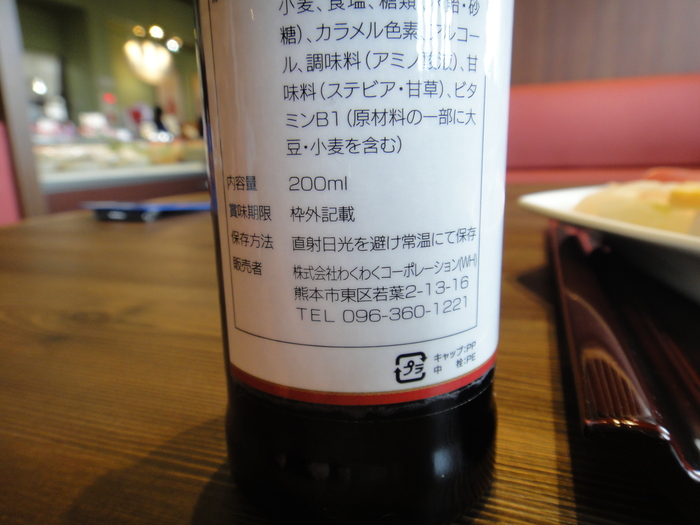 小麦、食塩、糖類(水飴・砂
糖)、カラメル色素、アルコー
ル、調味料(アミノ酸液)、甘
味料(ステビア・甘草)、ビタ
ミンB1(原材料の一部に大
豆・小麦を含む)
内容量 200ml
賞味期限 枠外記載
保存方法 直射日光を避け常温にて保存
販売者 株式会社わくわくコーポレーション(WH)
熊本市東区若葉2-13-16
TEL 096-360-1221
プラ
キャップ:PP
中 栓:PE